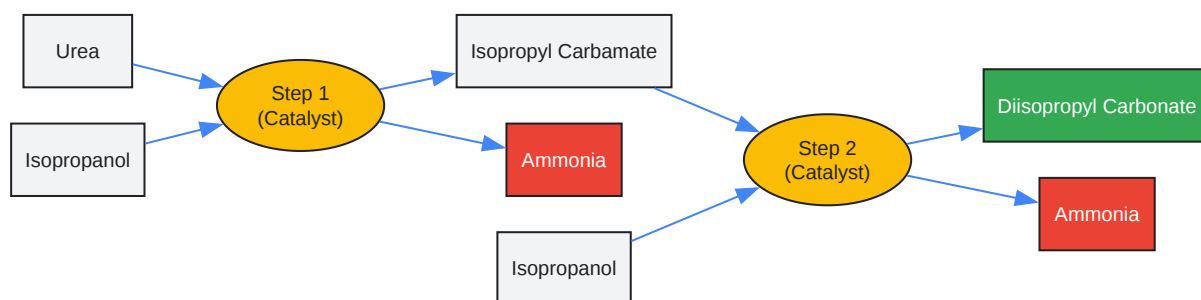 Urea
Isopropanol
Step 1
(Catalyst)
Isopropyl Carbamate
Ammonia
Isopropanol
Step 2
(Catalyst)
Diisopropyl Carbonate
Ammonia